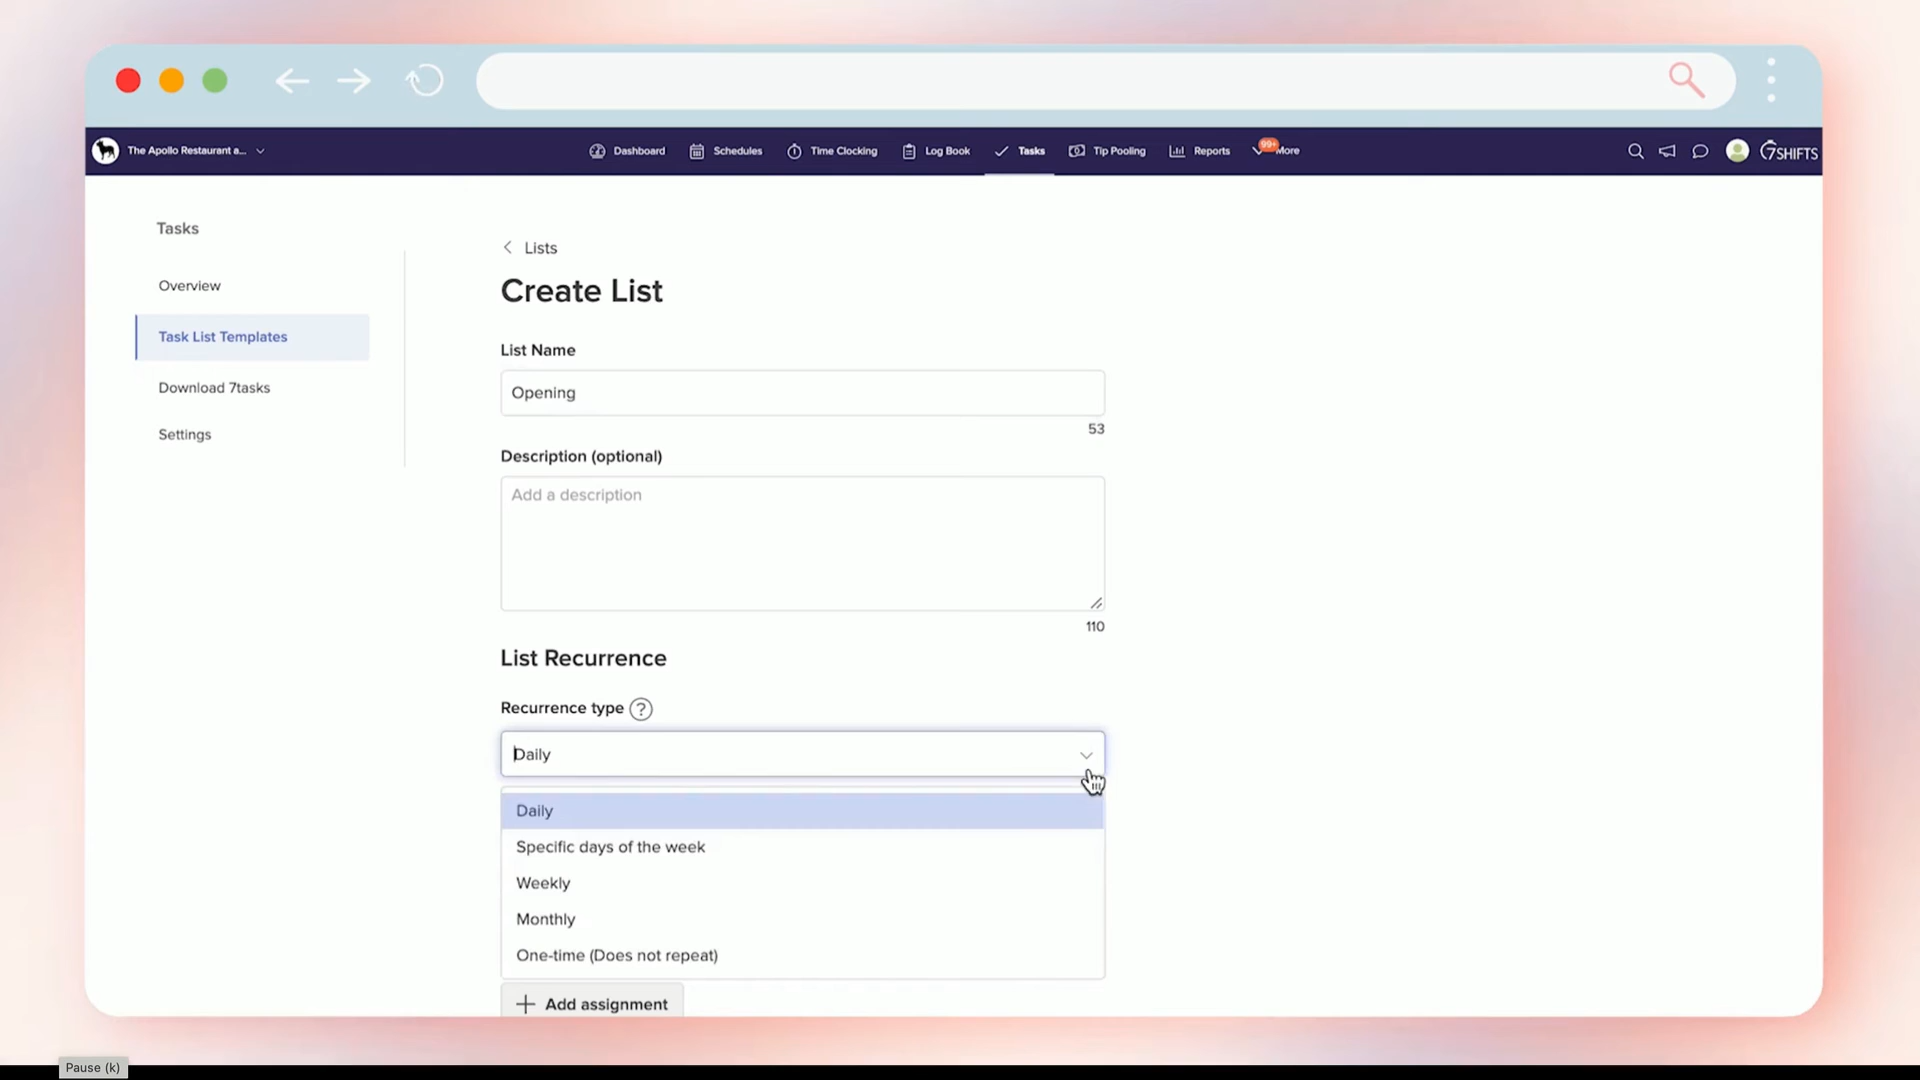 The Apollo Restaurant a...
Dashboard
Schedules
Time Clocking
Log Book
Tasks
Tip Pooling
Reports
99+
More
7SHIFTS
Tasks
Overview
Task List Templates
Download 7tasks
Settings
Lists
Create List
List Name
Opening
53
Description (optional)
Add a description
110
List Recurrence
Recurrence type ?
Daily
Daily
Specific days of the week
Weekly
Monthly
One-time (Does not repeat)
+ Add assignment
Pause (k)